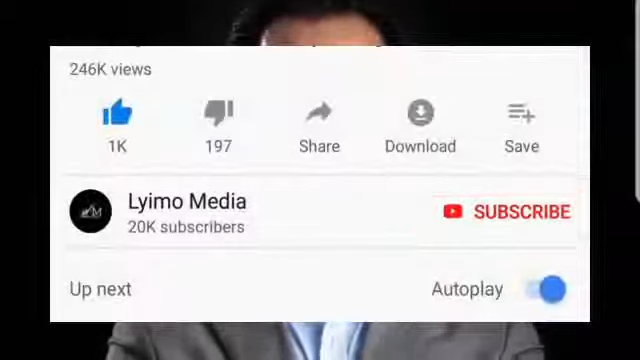 246K views
1K
197
Share
Download
Save
Lyimo Media
20K subscribers
SUBSCRIBE
Up next
Autoplay